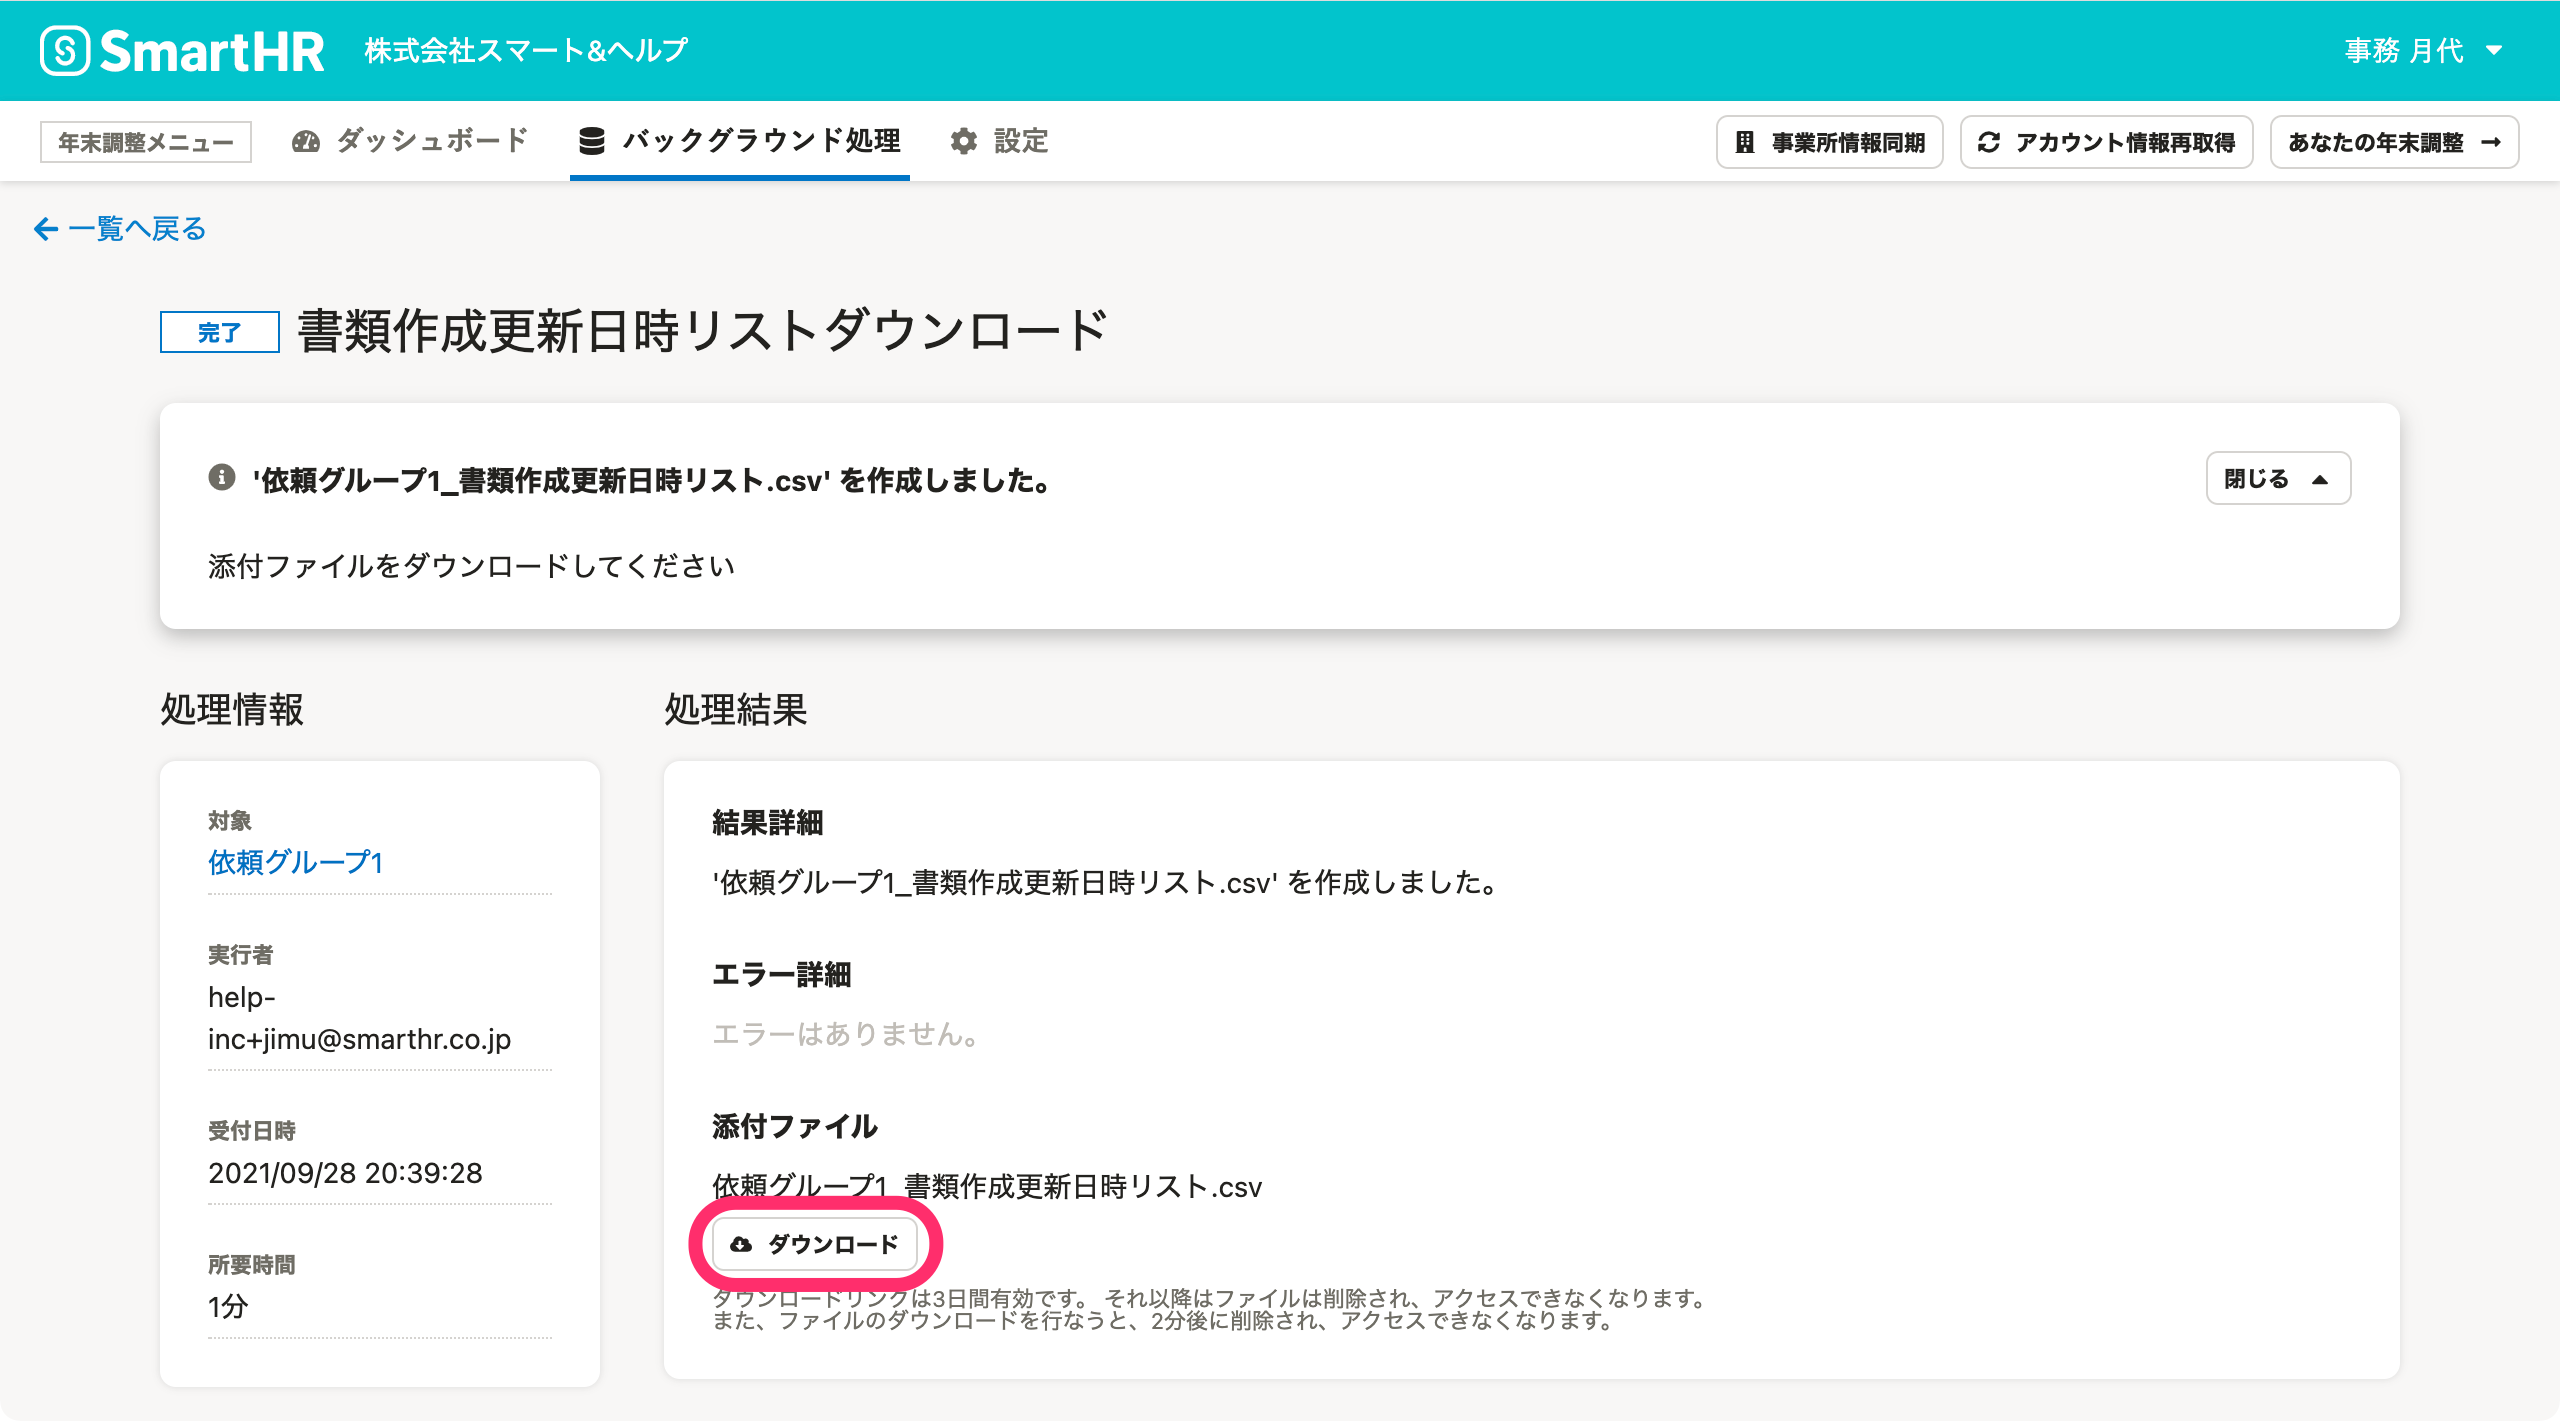 SmartHR 株式会社スマート&ヘルプ 事務 月代
年末調整メニュー ダッシュボード バックグラウンド処理 設定 事業所情報同期 アカウント情報再取得 あなたの年末調整
一覧へ戻る
完了 書類作成更新日時リストダウンロード
'依頼グループ1_書類作成更新日時リスト.csv' を作成しました。 閉じる
添付ファイルをダウンロードしてください
処理情報
対象
依頼グループ1
実行者
help-
inc+jimu@smarthr.co.jp
受付日時
2021/09/28 20:39:28
所要時間
1分
処理結果
結果詳細
'依頼グループ1_書類作成更新日時リスト.csv' を作成しました。
エラー詳細
エラーはありません。
添付ファイル
依頼グループ1_書類作成更新日時リスト.csv
ダウンロード
ダウンロードリンクは3日間有効です。 それ以降はファイルは削除され、アクセスできなくなります。
また、ファイルのダウンロードを行なうと、2分後に削除され、アクセスできなくなります。